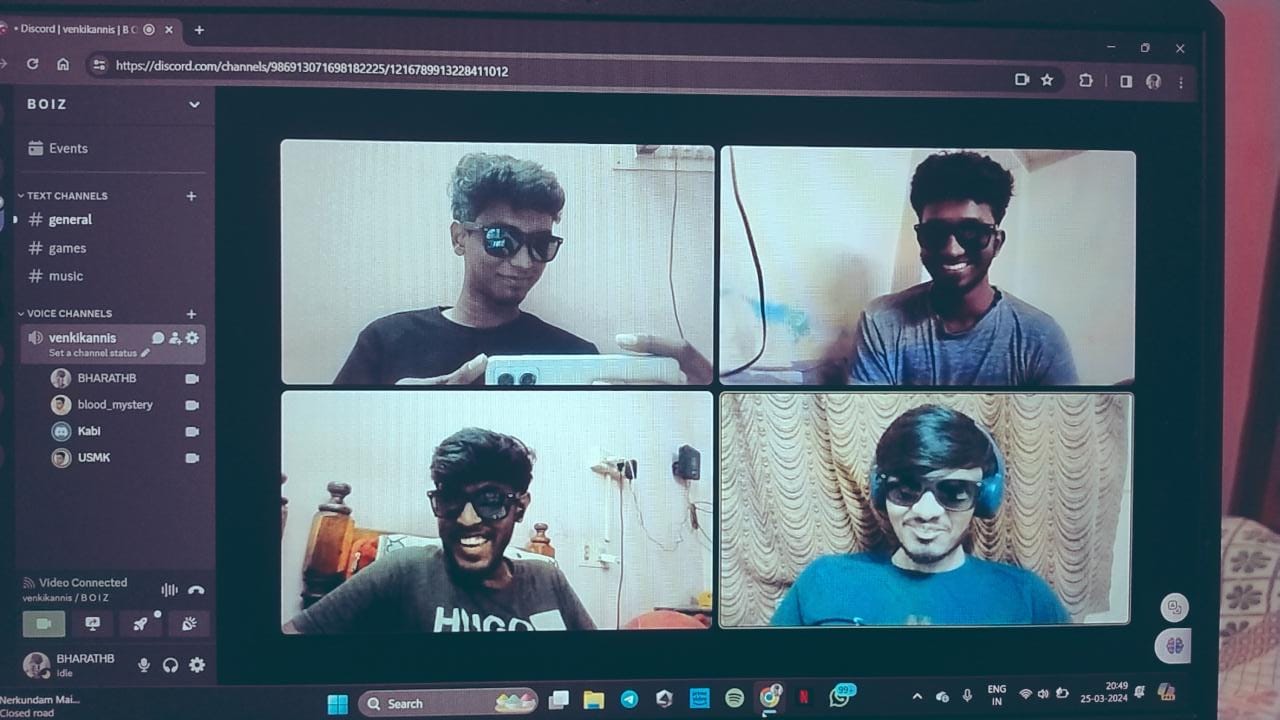 Discord | venkikannis | B O
https://discord.com/channels/986913071698182225/1216789913228411012
BOIZ
Events
TEXT CHANNELS
# general
# games
# music
VOICE CHANNELS
venkikannis
Set a channel status
BHARATHB
blood_mystery
Kabi
USMK
HUGO
Video Connected
venkikannis / B O I Z
BHARATHB
Idle
Nerkundam Mai...
Closed road
Search
prime video
N
99+
ENG
IN
20:49
25-03-2024